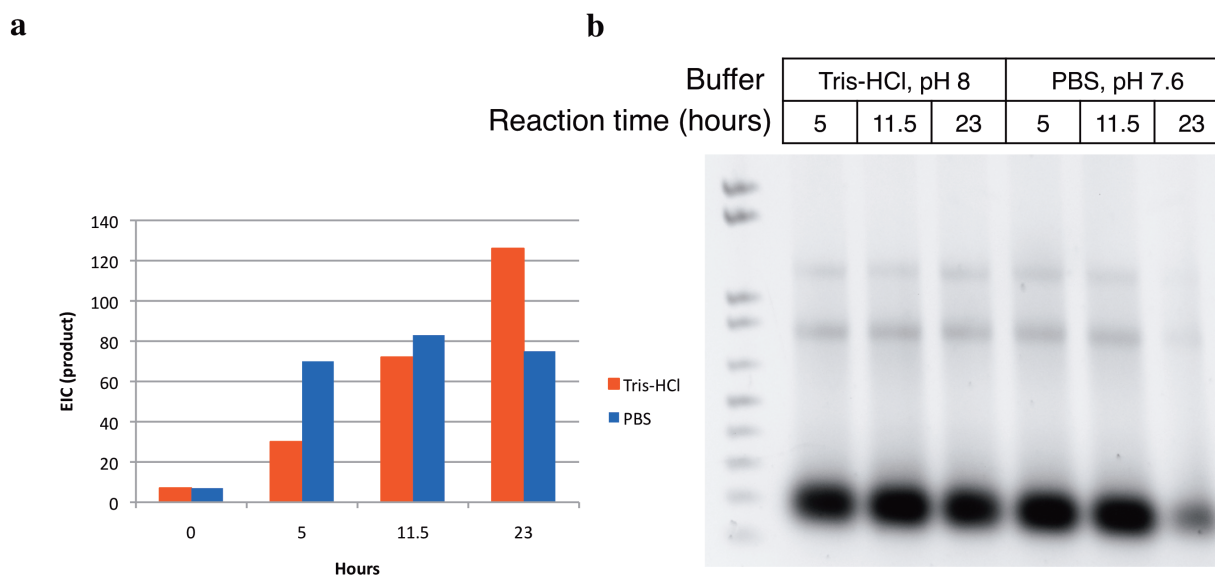 a
b
Buffer
Tris-HCl, pH 8
PBS, pH 7.6
Reaction time (hours)
5
11.5
23
5
11.5
23
140
120
100
80
60
40
20
0
EIC (product)
0
5
11.5
23
Hours
Tris-HCl
PBS